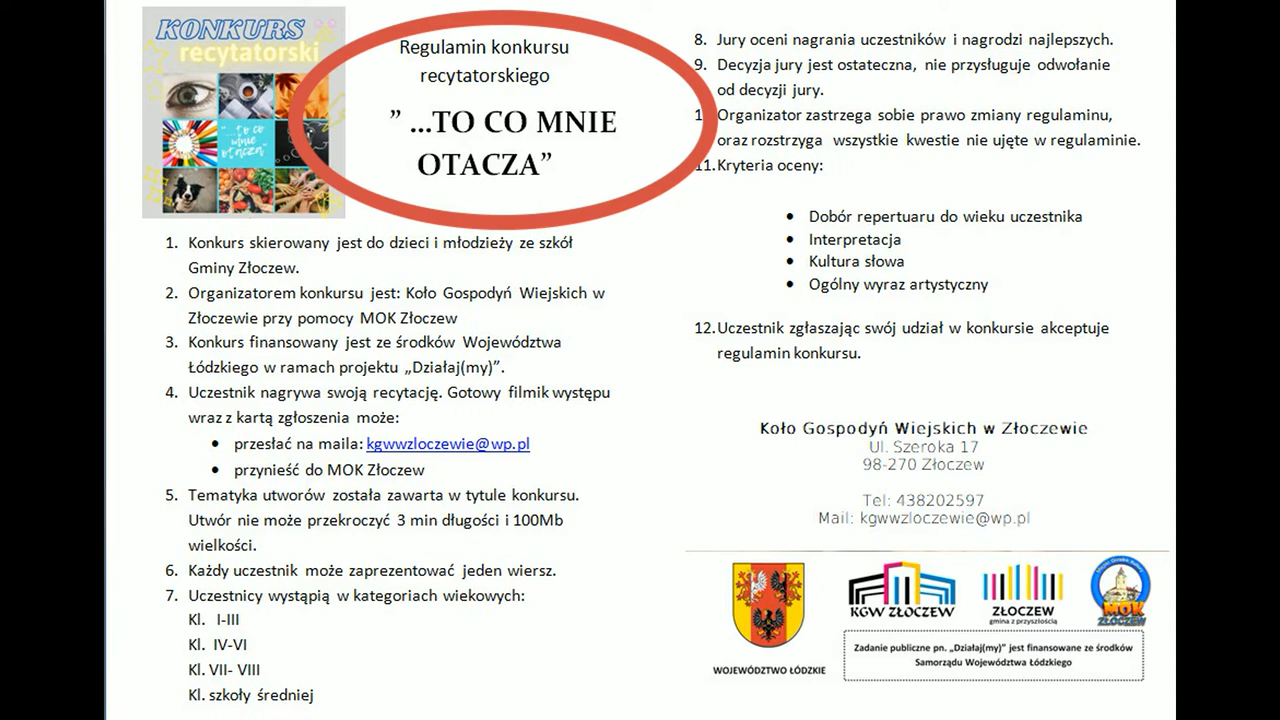 KONKURS
recytatorski
"...to co
mnie
otacza"
Regulamin konkursu
recytatorskiego
” ...TO CO MNIE
OTACZA”
1. Konkurs skierowany jest do dzieci i młodzieży ze szkół
Gminy Złoczew.
2. Organizatorem konkursu jest: Koło Gospodyń Wiejskich w
Złoczewie przy pomocy MOK Złoczew
3. Konkurs finansowany jest ze środków Województwa
Łódzkiego w ramach projektu „Działaj(my)”.
4. Uczestnik nagrywa swoją recytację. Gotowy filmik występu
wraz z kartą zgłoszenia może:
• przesłać na maila: kgwwzloczewie@wp.pl
• przynieść do MOK Złoczew
5. Tematyka utworów została zawarta w tytule konkursu.
Utwór nie może przekroczyć 3 min długości i 100Mb
wielkości.
6. Każdy uczestnik może zaprezentować jeden wiersz.
7. Uczestnicy wystąpią w kategoriach wiekowych:
Kl. I-III
Kl. IV-VI
Kl. VII- VIII
Kl. szkoły średniej
8. Jury oceni nagrania uczestników i nagrodzi najlepszych.
9. Decyzja jury jest ostateczna, nie przysługuje odwołanie
od decyzji jury.
1 Organizator zastrzega sobie prawo zmiany regulaminu,
oraz rozstrzyga wszystkie kwestie nie ujęte w regulaminie.
11. Kryteria oceny:
• Dobór repertuaru do wieku uczestnika
• Interpretacja
• Kultura słowa
• Ogólny wyraz artystyczny
12. Uczestnik zgłaszając swój udział w konkursie akceptuje
regulamin konkursu.
Koło Gospodyń Wiejskich w Złoczewie
Ul. Szeroka 17
98-270 Złoczew
Tel: 438202597
Mail: kgwwzloczewie@wp.pl
WOJEWÓDZTWO ŁÓDZKIE
KGW ZŁOCZEW
ZŁOCZEW
gmina z przyszłością
MOK
ZŁOCZEW
Zadanie publiczne pn. „Działaj(my)” jest finansowane ze środków
Samorządu Województwa Łódzkiego